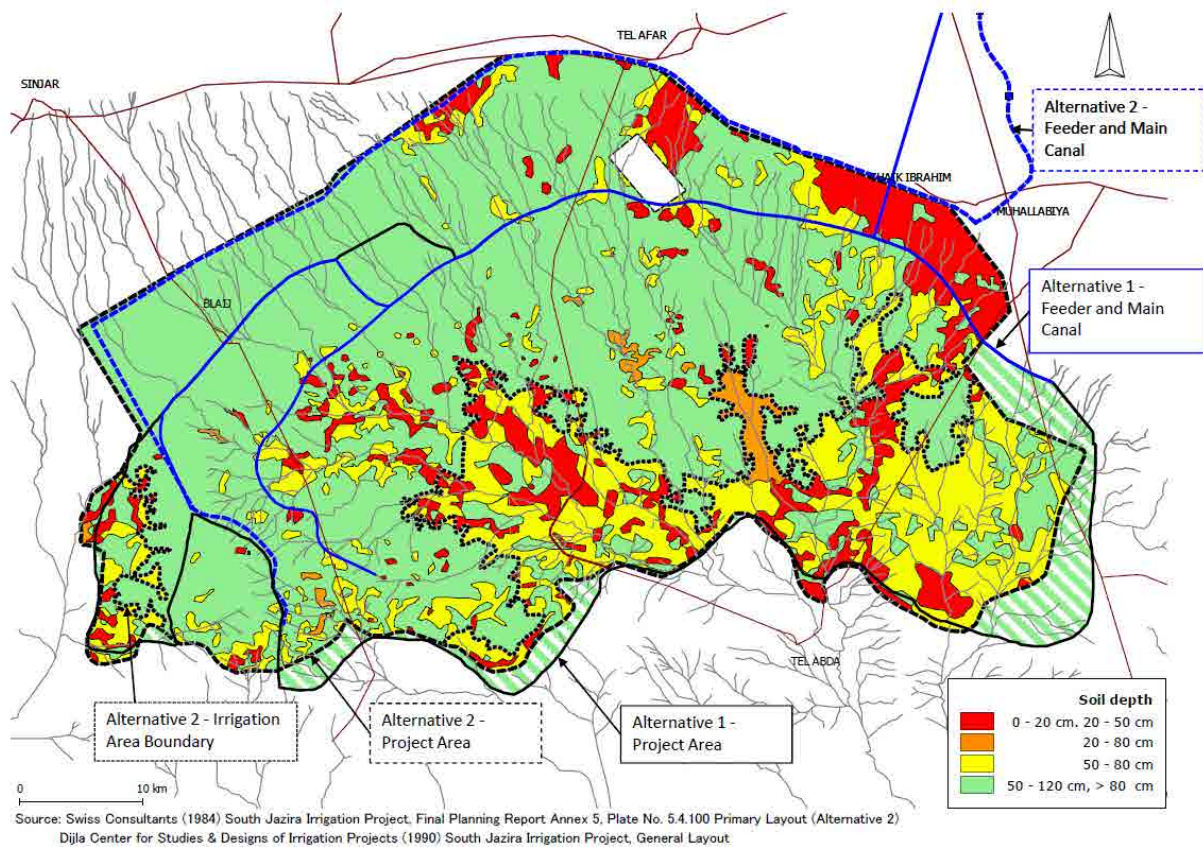 TEL AFAR
SINJAR
Alternative 2 -
Feeder and Main
Canal
MUHALLABIYA
Alternative 1 -
Feeder and Main
Canal
BLAIJ
TEL ABDA
Alternative 2 - Irrigation
Area Boundary
Alternative 2 -
Project Area
Alternative 1 -
Project Area
Soil depth
0 - 20 cm. 20 - 50 cm
20 - 80 cm
50 - 80 cm
50 - 120 cm, > 80 cm
0 10 km
Source: Swiss Consultants (1984) South Jazira Irrigation Project, Final Planning Report Annex 5, Plate No. 5.4.100 Primary Layout (Alternative 2)
Dijla Center for Studies & Designs of Irrigation Projects (1990) South Jazira Irrigation Project, General Layout